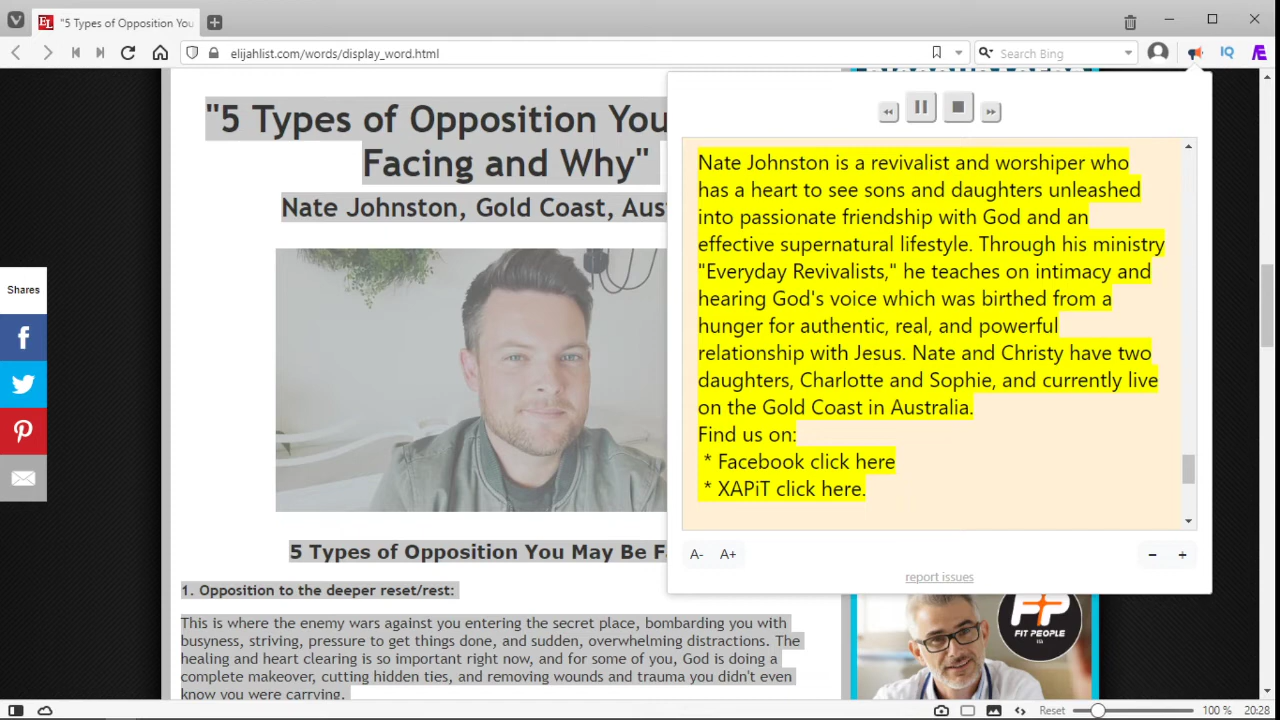 "5 Types of Opposition You
elijahlist.com/words/display_word.html
Search Bing
IQ
"5 Types of Opposition You
Facing and Why"
Nate Johnston, Gold Coast, Aus
Shares
5 Types of Opposition You May Be F
1. Opposition to the deeper reset/rest:
This is where the enemy wars against you entering the secret place, bombarding you with
busyness, striving, pressure to get things done, and sudden, overwhelming distractions. The
healing and heart clearing is so important right now, and for some of you, God is doing a
complete makeover, cutting hidden ties, and removing wounds and trauma you didn't even
know you were carrying.
Nate Johnston is a revivalist and worshiper who
has a heart to see sons and daughters unleashed
into passionate friendship with God and an
effective supernatural lifestyle. Through his ministry
"Everyday Revivalists," he teaches on intimacy and
hearing God's voice which was birthed from a
hunger for authentic, real, and powerful
relationship with Jesus. Nate and Christy have two
daughters, Charlotte and Sophie, and currently live
on the Gold Coast in Australia.
Find us on:
* Facebook click here
* XAPiT click here.
A- A+ − +
report issues
FIT PEOPLE
Reset 100 % 20:28